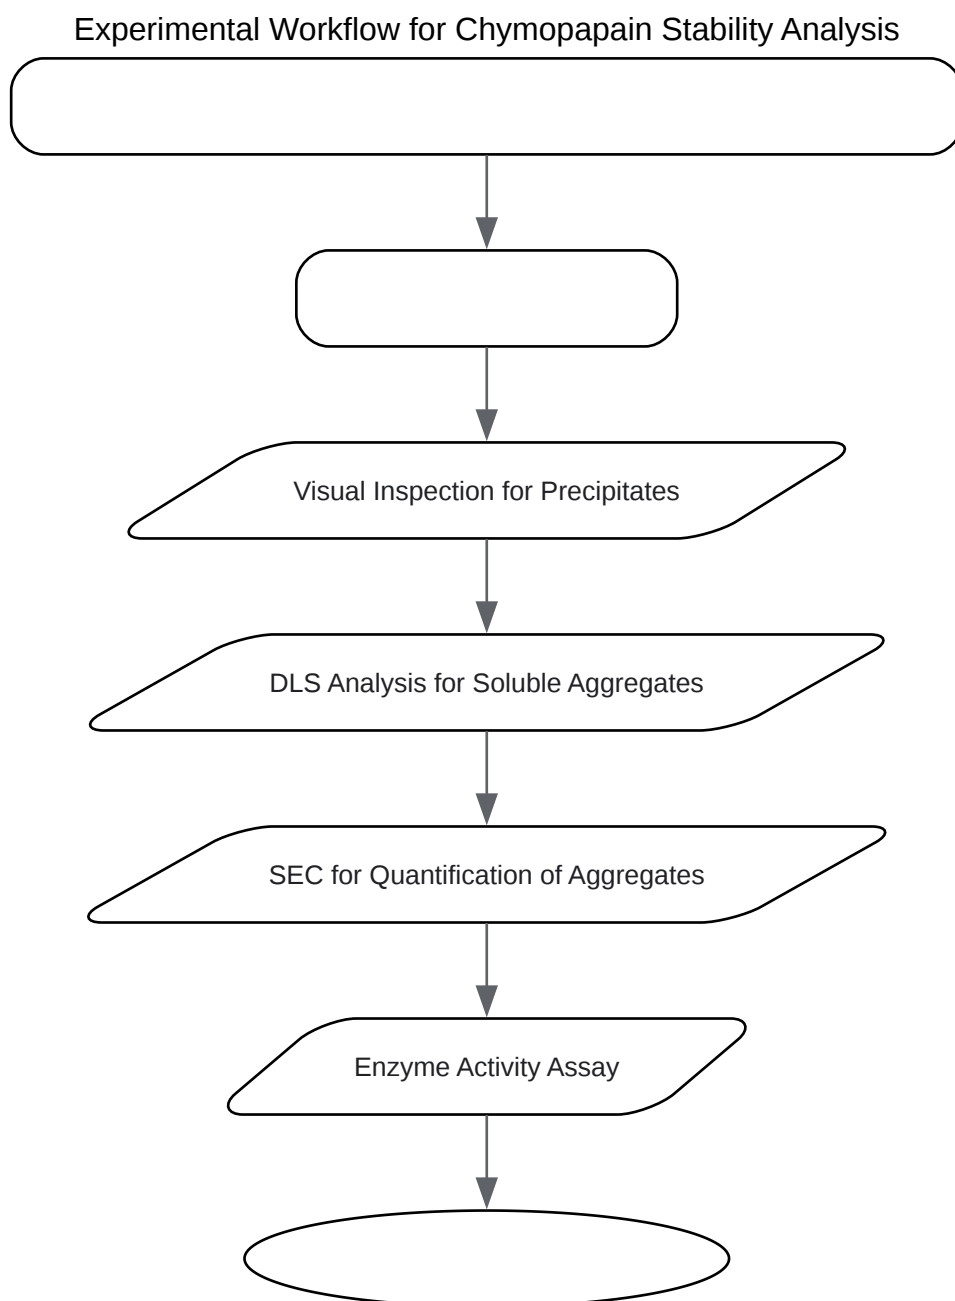 Experimental Workflow for Chymopapain Stability Analysis
Visual Inspection for Precipitates
DLS Analysis for Soluble Aggregates
SEC for Quantification of Aggregates
Enzyme Activity Assay